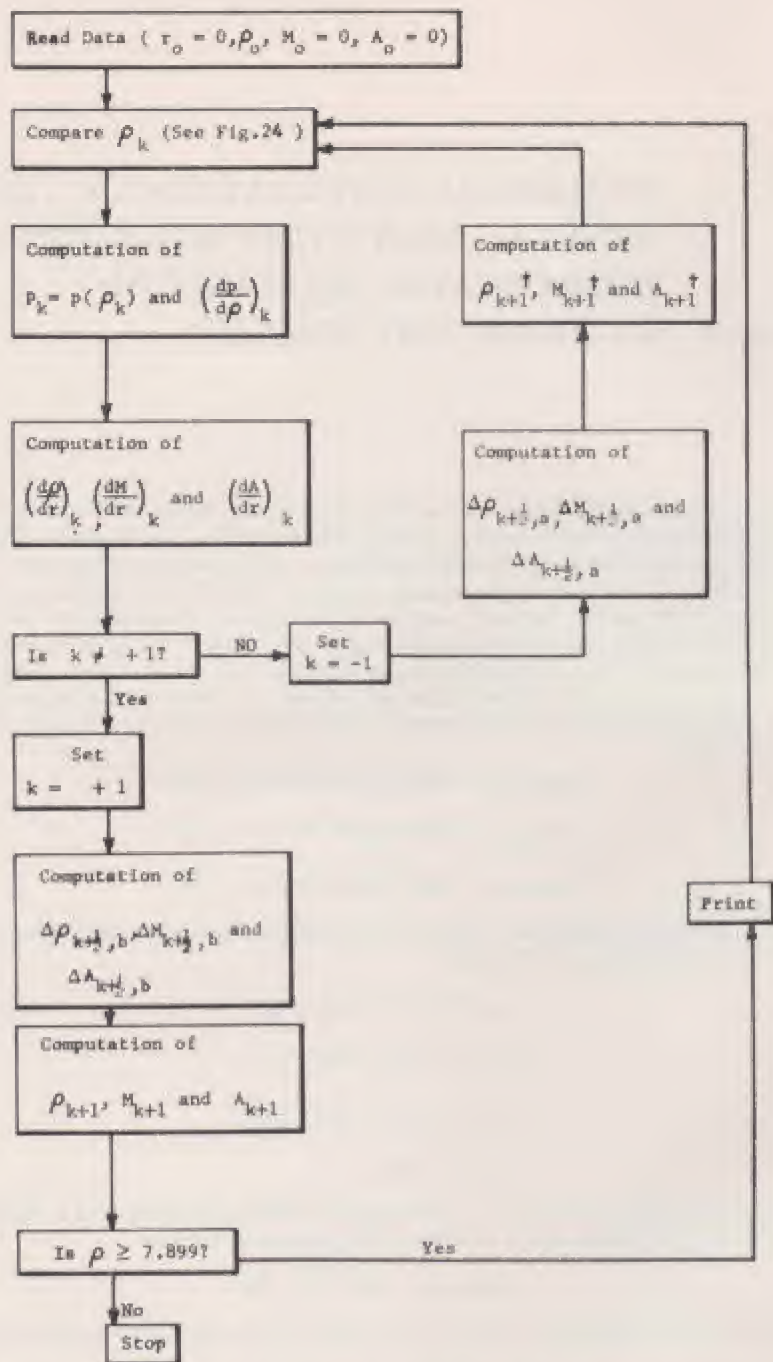 Read Data ( r_o = 0, ρ_o, M_o = 0, A_o = 0)
Compare ρ_k (See Fig.24 )
Computation of
P_k = p( ρ_k ) and (dp/dρ)_k
Computation of
ρ_{k+1}†, M_{k+1}† and A_{k+1}†
Computation of
(dρ/dr)_k, (dM/dr)_k and (dA/dr)_k
Computation of
Δρ_{k+½,a}, ΔM_{k+½,a} and
ΔA_{k+½,a}
Is k ≠ +1?
NO
Set
k = -1
Yes
Set
k = + 1
Computation of
Δρ_{k+½,b}, ΔM_{k+½,b} and
ΔA_{k+½,b}
Print
Computation of
ρ_{k+1}, M_{k+1} and A_{k+1}
Is ρ ≥ 7.899?
Yes
No
Stop